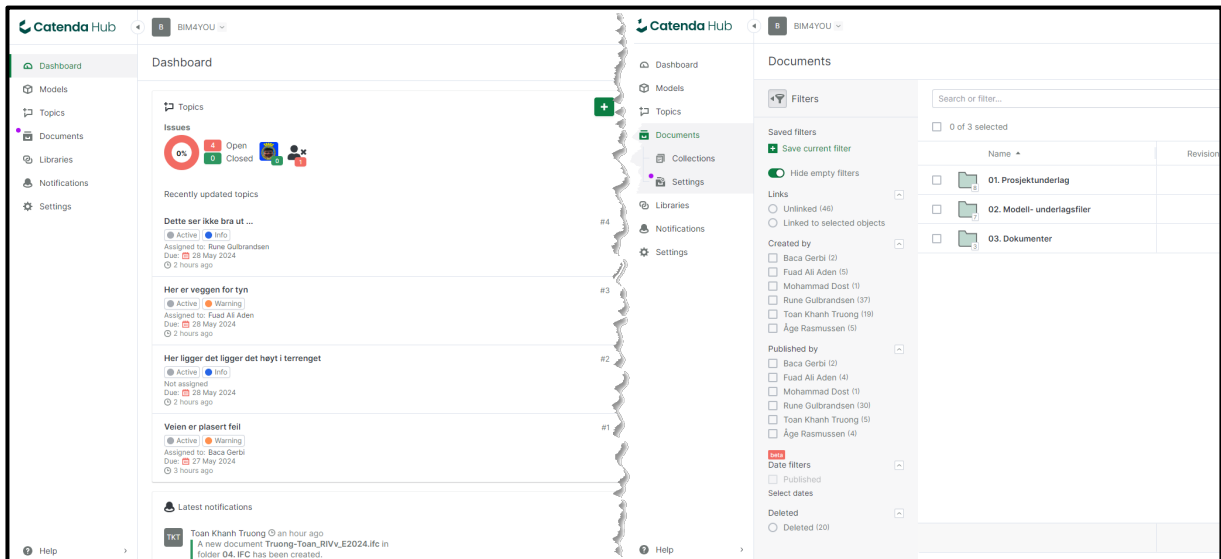 Catenda Hub
B BIM4YOU
Dashboard
Models
Topics
Documents
Libraries
Notifications
Settings
Help
Dashboard
Topics
+
Issues
0%
4 Open
0 Closed
0
1
Recently updated topics
Dette ser ikke bra ut ... #4
Active Info
Assigned to: Rune Gulbrandsen
Due: 28 May 2024
2 hours ago
Her er veggen for tyn #3
Active Warning
Assigned to: Fuad Ali Aden
Due: 28 May 2024
2 hours ago
Her ligger det ligger det høyt i terrenget #2
Active Info
Not assigned
Due: 28 May 2024
2 hours ago
Veien er plasert feil #1
Active Warning
Assigned to: Baca Gerbi
Due: 27 May 2024
3 hours ago
Latest notifications
TKT Toan Khanh Truong an hour ago
A new document Truong-Toan_RIVv_E2024.ifc in
folder 04. IFC has been created.
Catenda Hub
B BIM4YOU
Dashboard
Models
Topics
Documents
Collections
Settings
Libraries
Notifications
Settings
Help
Documents
Filters
Saved filters
Save current filter
Hide empty filters
Links
Unlinked (46)
Linked to selected objects
Created by
Baca Gerbi (2)
Fuad Ali Aden (5)
Mohammad Dost (1)
Rune Gulbrandsen (37)
Toan Khanh Truong (19)
Åge Rasmussen (5)
Published by
Baca Gerbi (2)
Fuad Ali Aden (4)
Mohammad Dost (1)
Rune Gulbrandsen (30)
Toan Khanh Truong (5)
Åge Rasmussen (4)
beta
Date filters
Published
Select dates
Deleted
Deleted (20)
Search or filter...
0 of 3 selected
Name Revision
01. Prosjektunderlag
8
02. Modell- underlagsfiler
7
03. Dokumenter
3